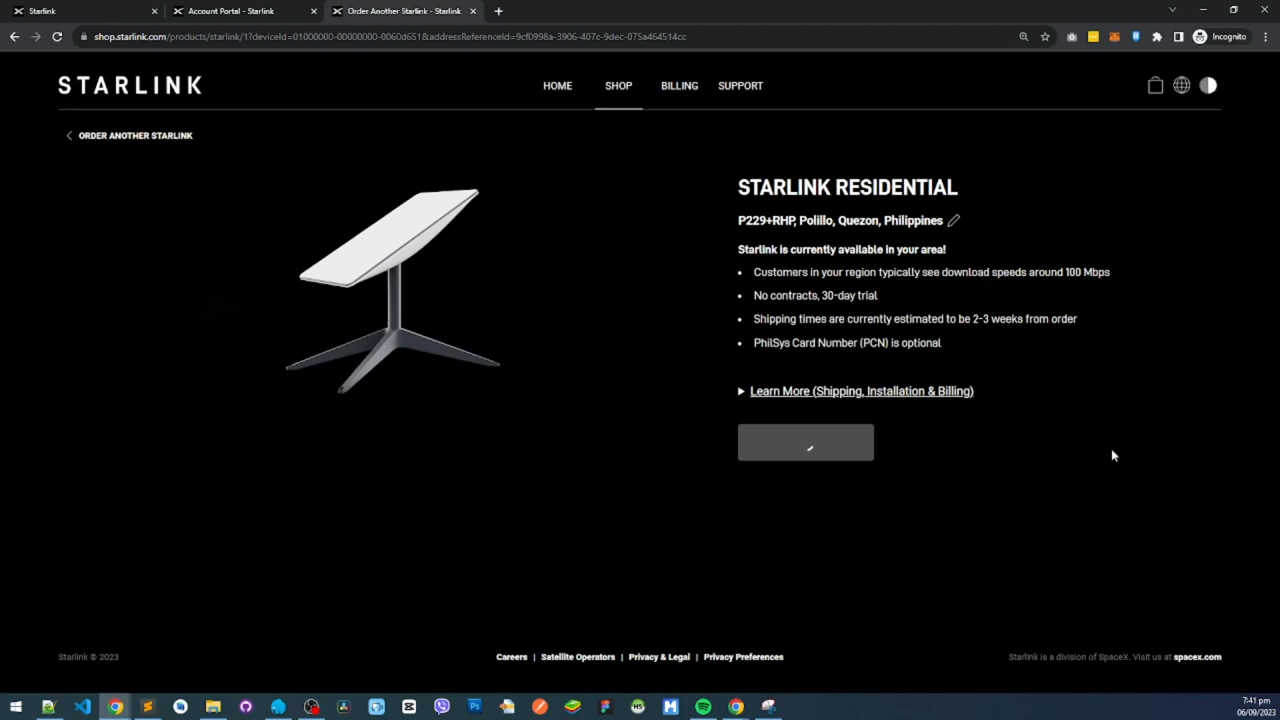 Starlink
Account Portal - Starlink
Order Another Starlink - Starlink
shop.starlink.com/products/starlink/1?deviceId=01000000-00000000-0060d651&addressReferenceId=9cf0998a-3906-407c-9dec-075a464514cc
Incognito
STARLINK
HOME
SHOP
BILLING
SUPPORT
ORDER ANOTHER STARLINK
STARLINK RESIDENTIAL
P229+RHP, Polillo, Quezon, Philippines
Starlink is currently available in your area!
• Customers in your region typically see download speeds around 100 Mbps
• No contracts, 30-day trial
• Shipping times are currently estimated to be 2-3 weeks from order
• PhilSys Card Number (PCN) is optional
Learn More (Shipping, Installation & Billing)
Starlink © 2023
Careers | Satellite Operators | Privacy & Legal | Privacy Preferences
Starlink is a division of SpaceX. Visit us at spacex.com
7:41 pm
06/09/2023